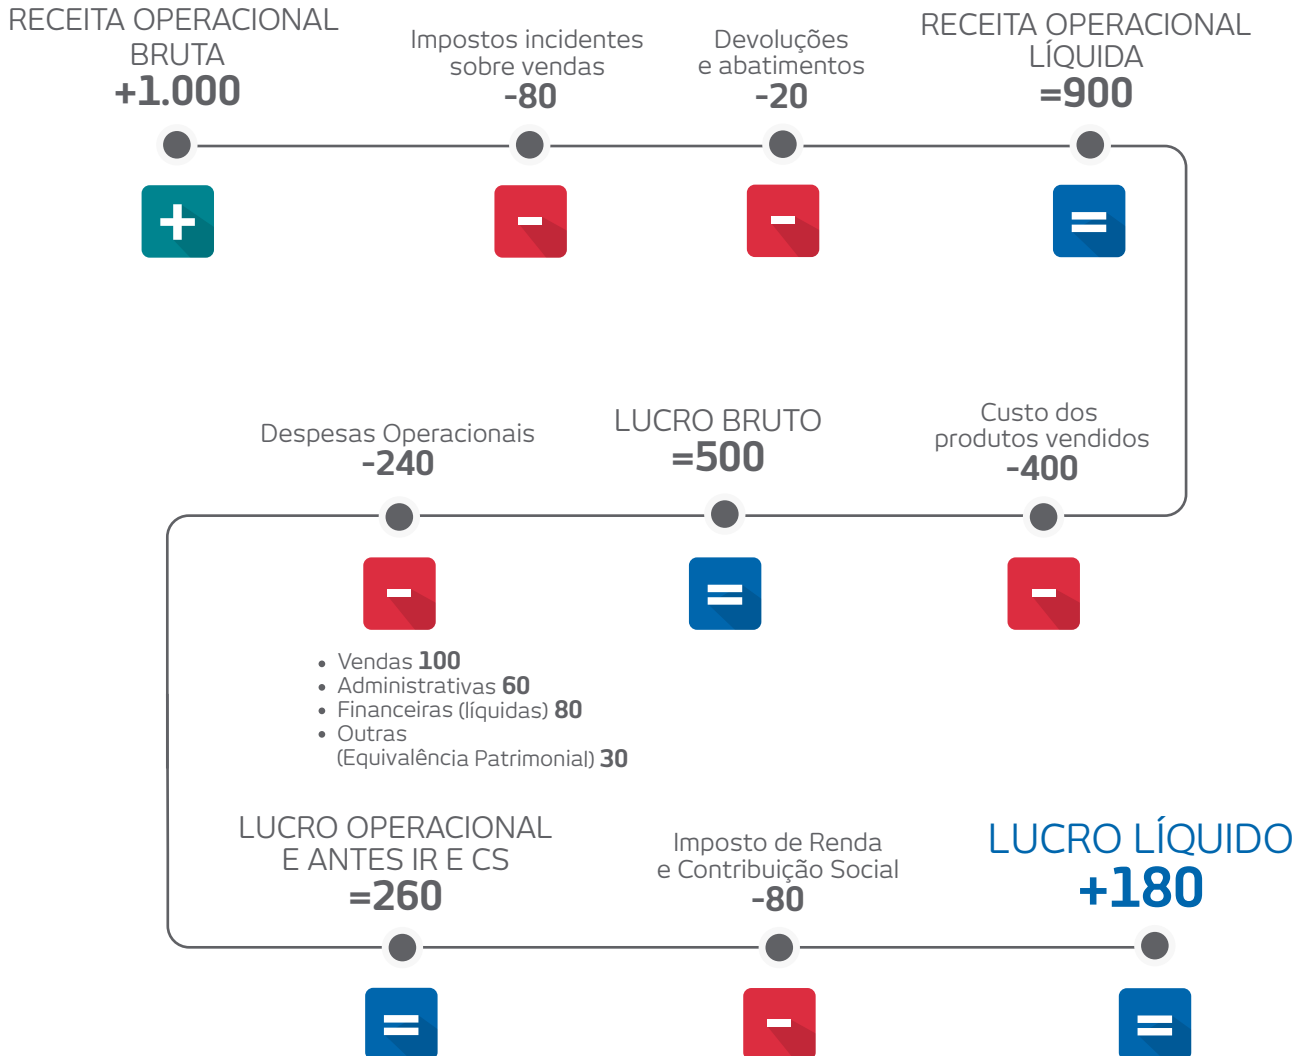 RECEITA OPERACIONAL
BRUTA
+1.000
Impostos incidentes
sobre vendas
-80
Devoluções
e abatimentos
-20
RECEITA OPERACIONAL
LÍQUIDA
=900
+
-
-
=
Custo dos
produtos vendidos
-400
LUCRO BRUTO
=500
Despesas Operacionais
-240
-
=
-
• Vendas 100
• Administrativas 60
• Financeiras (líquidas) 80
• Outras
(Equivalência Patrimonial) 30
LUCRO OPERACIONAL
E ANTES IR E CS
=260
Imposto de Renda
e Contribuição Social
-80
LUCRO LÍQUIDO
+180
=
-
=